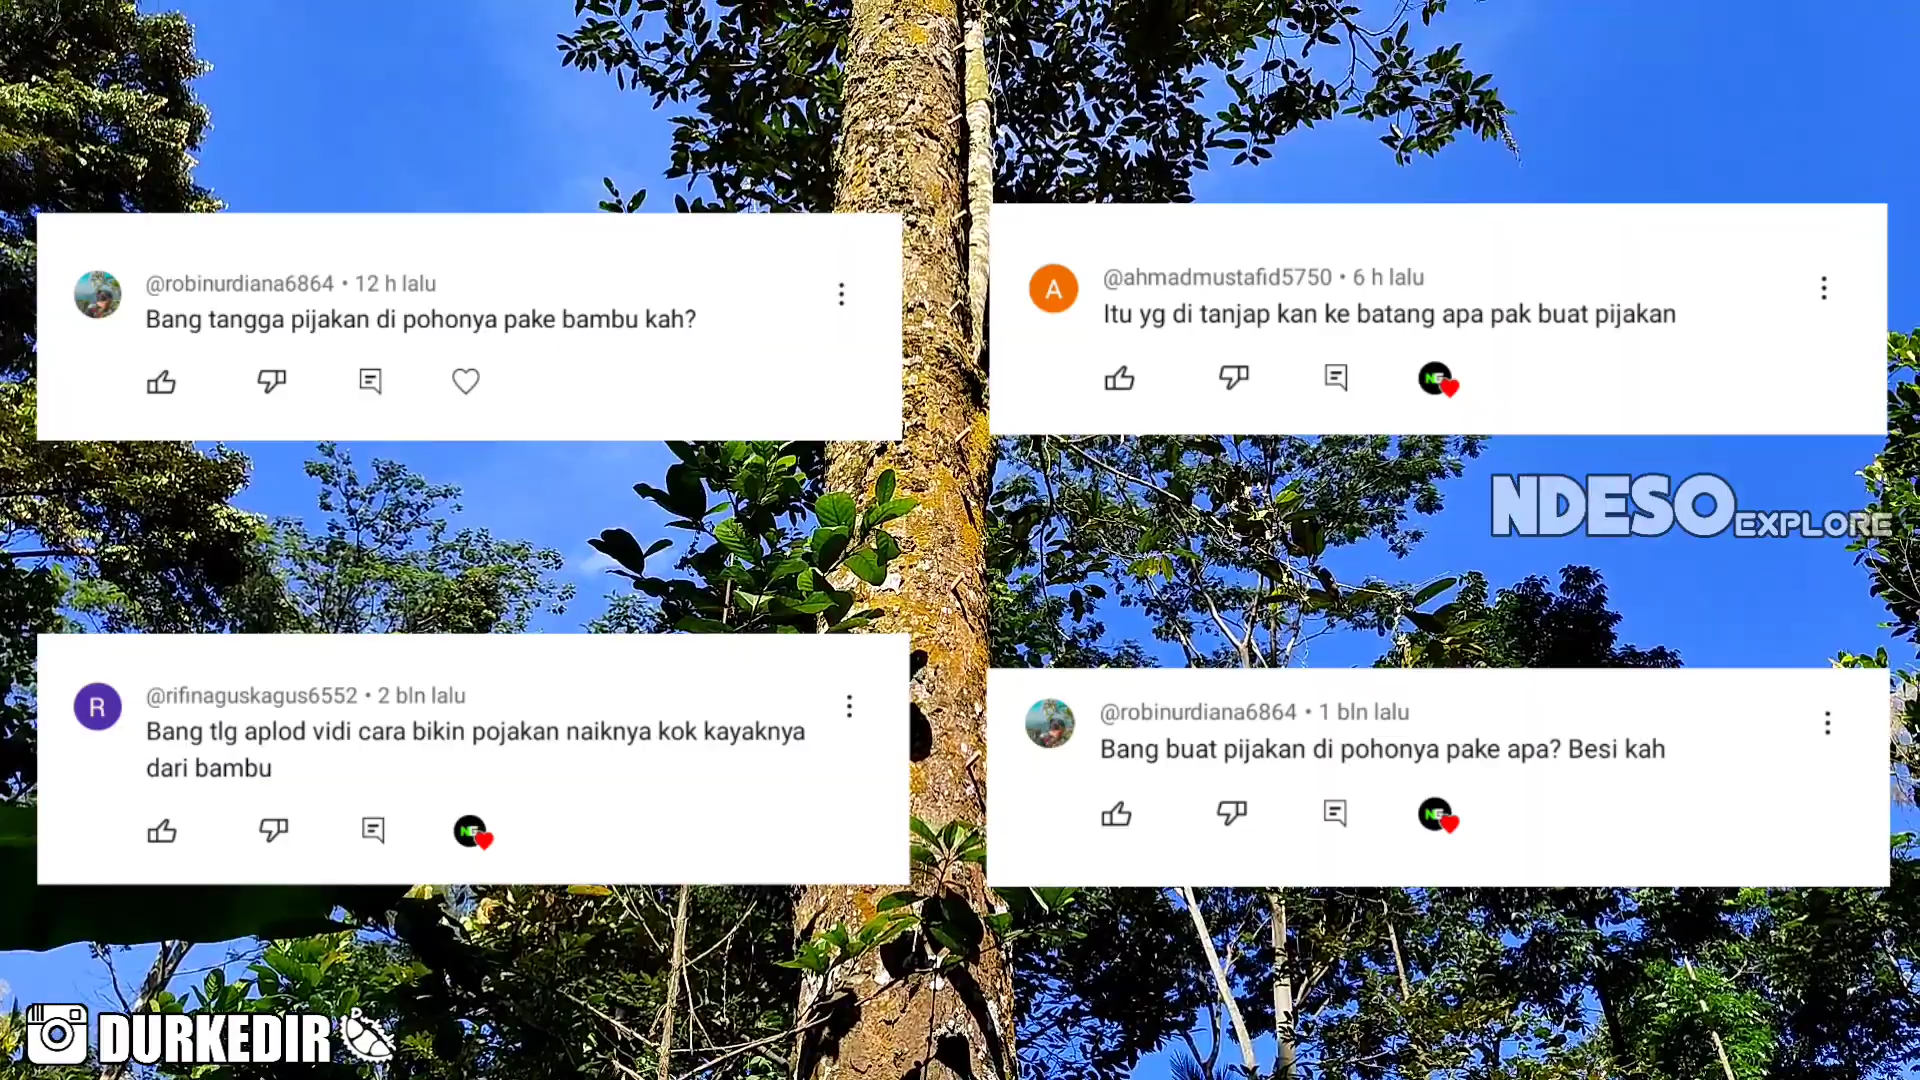 @robinurdiana6864 • 12 h lalu
Bang tangga pijakan di pohonya pake bambu kah?
@ahmadmustafid5750 • 6 h lalu
A
Itu yg di tanjap kan ke batang apa pak buat pijakan
NG
NDESO EXPLORE
@rifinaguskagus6552 • 2 bln lalu
R
Bang tlg aplod vidi cara bikin pojakan naiknya kok kayaknya
dari bambu
NG
@robinurdiana6864 • 1 bln lalu
Bang buat pijakan di pohonya pake apa? Besi kah
NG
DURKEDIR